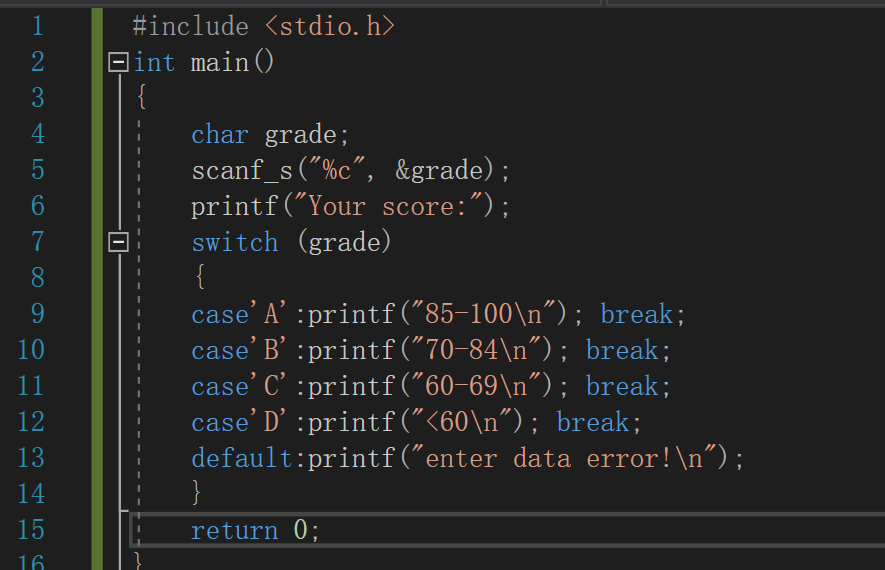 1 #include <stdio.h>
2 int main()
3 {
4 char grade;
5 scanf_s("%c", &grade);
6 printf("Your score:");
7 switch (grade)
8 {
9 case'A':printf("85-100\n"); break;
10 case'B':printf("70-84\n"); break;
11 case'C':printf("60-69\n"); break;
12 case'D':printf("<60\n"); break;
13 default:printf("enter data error!\n");
14 }
15 return 0;
16 }